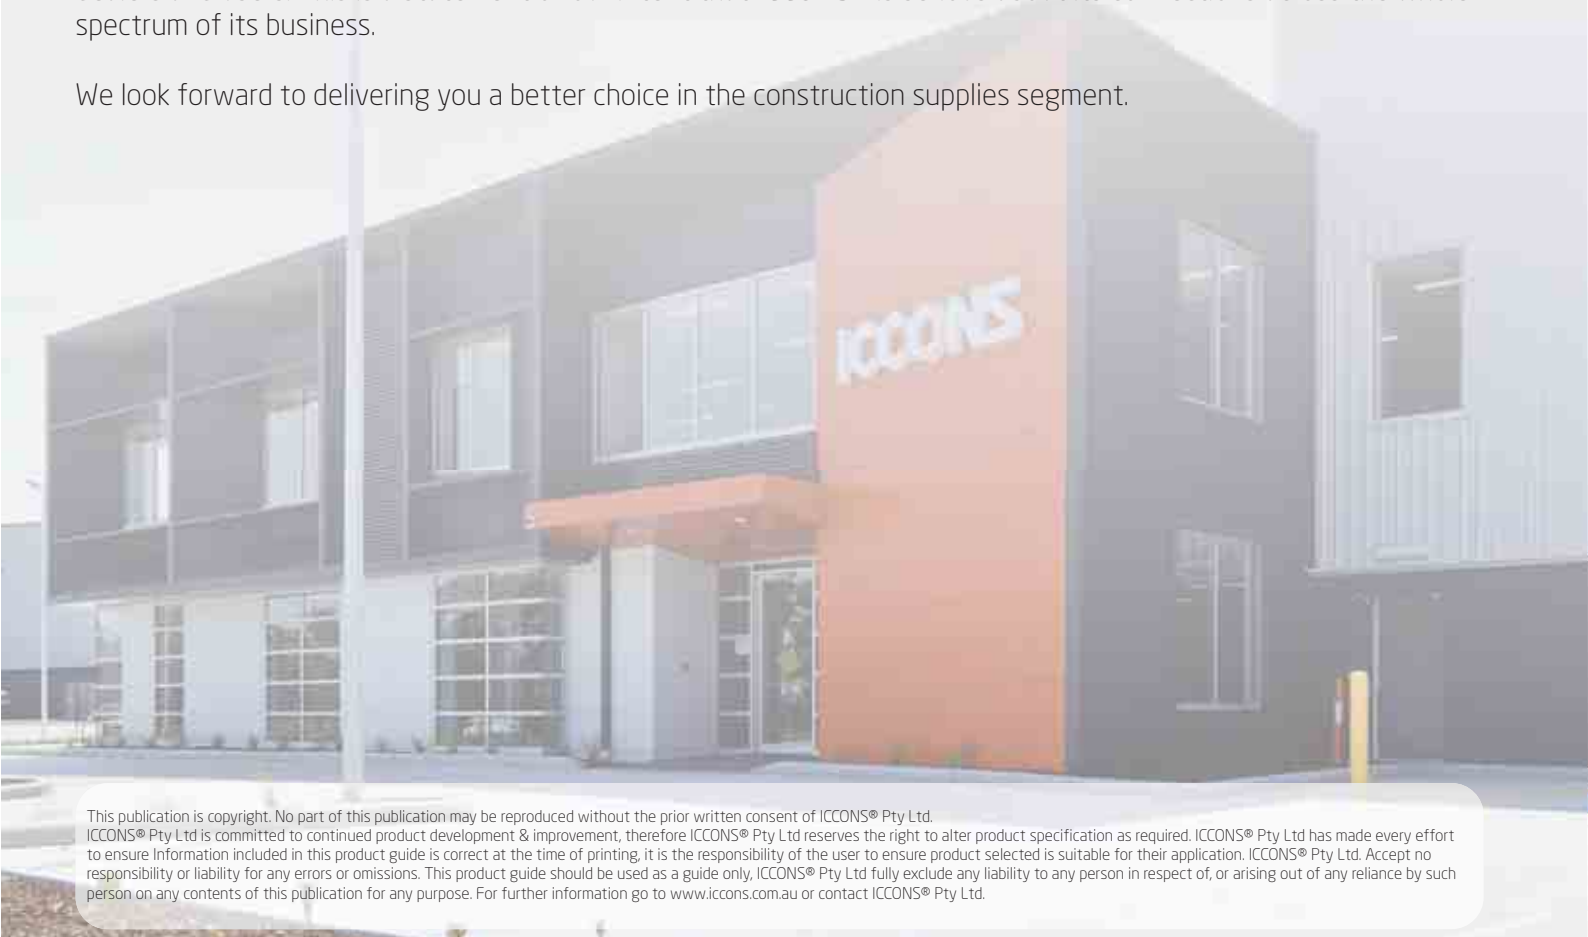 spectrum of its business.
We look forward to delivering you a better choice in the construction supplies segment.
ICCONS
This publication is copyright. No part of this publication may be reproduced without the prior written consent of ICCONS® Pty Ltd.
ICCONS® Pty Ltd is committed to continued product development & improvement, therefore ICCONS® Pty Ltd reserves the right to alter product specification as required. ICCONS® Pty Ltd has made every effort
to ensure Information included in this product guide is correct at the time of printing, it is the responsibility of the user to ensure product selected is suitable for their application. ICCONS® Pty Ltd. Accept no
responsibility or liability for any errors or omissions. This product guide should be used as a guide only, ICCONS® Pty Ltd fully exclude any liability to any person in respect of, or arising out of any reliance by such
person on any contents of this publication for any purpose. For further information go to www.iccons.com.au or contact ICCONS® Pty Ltd.